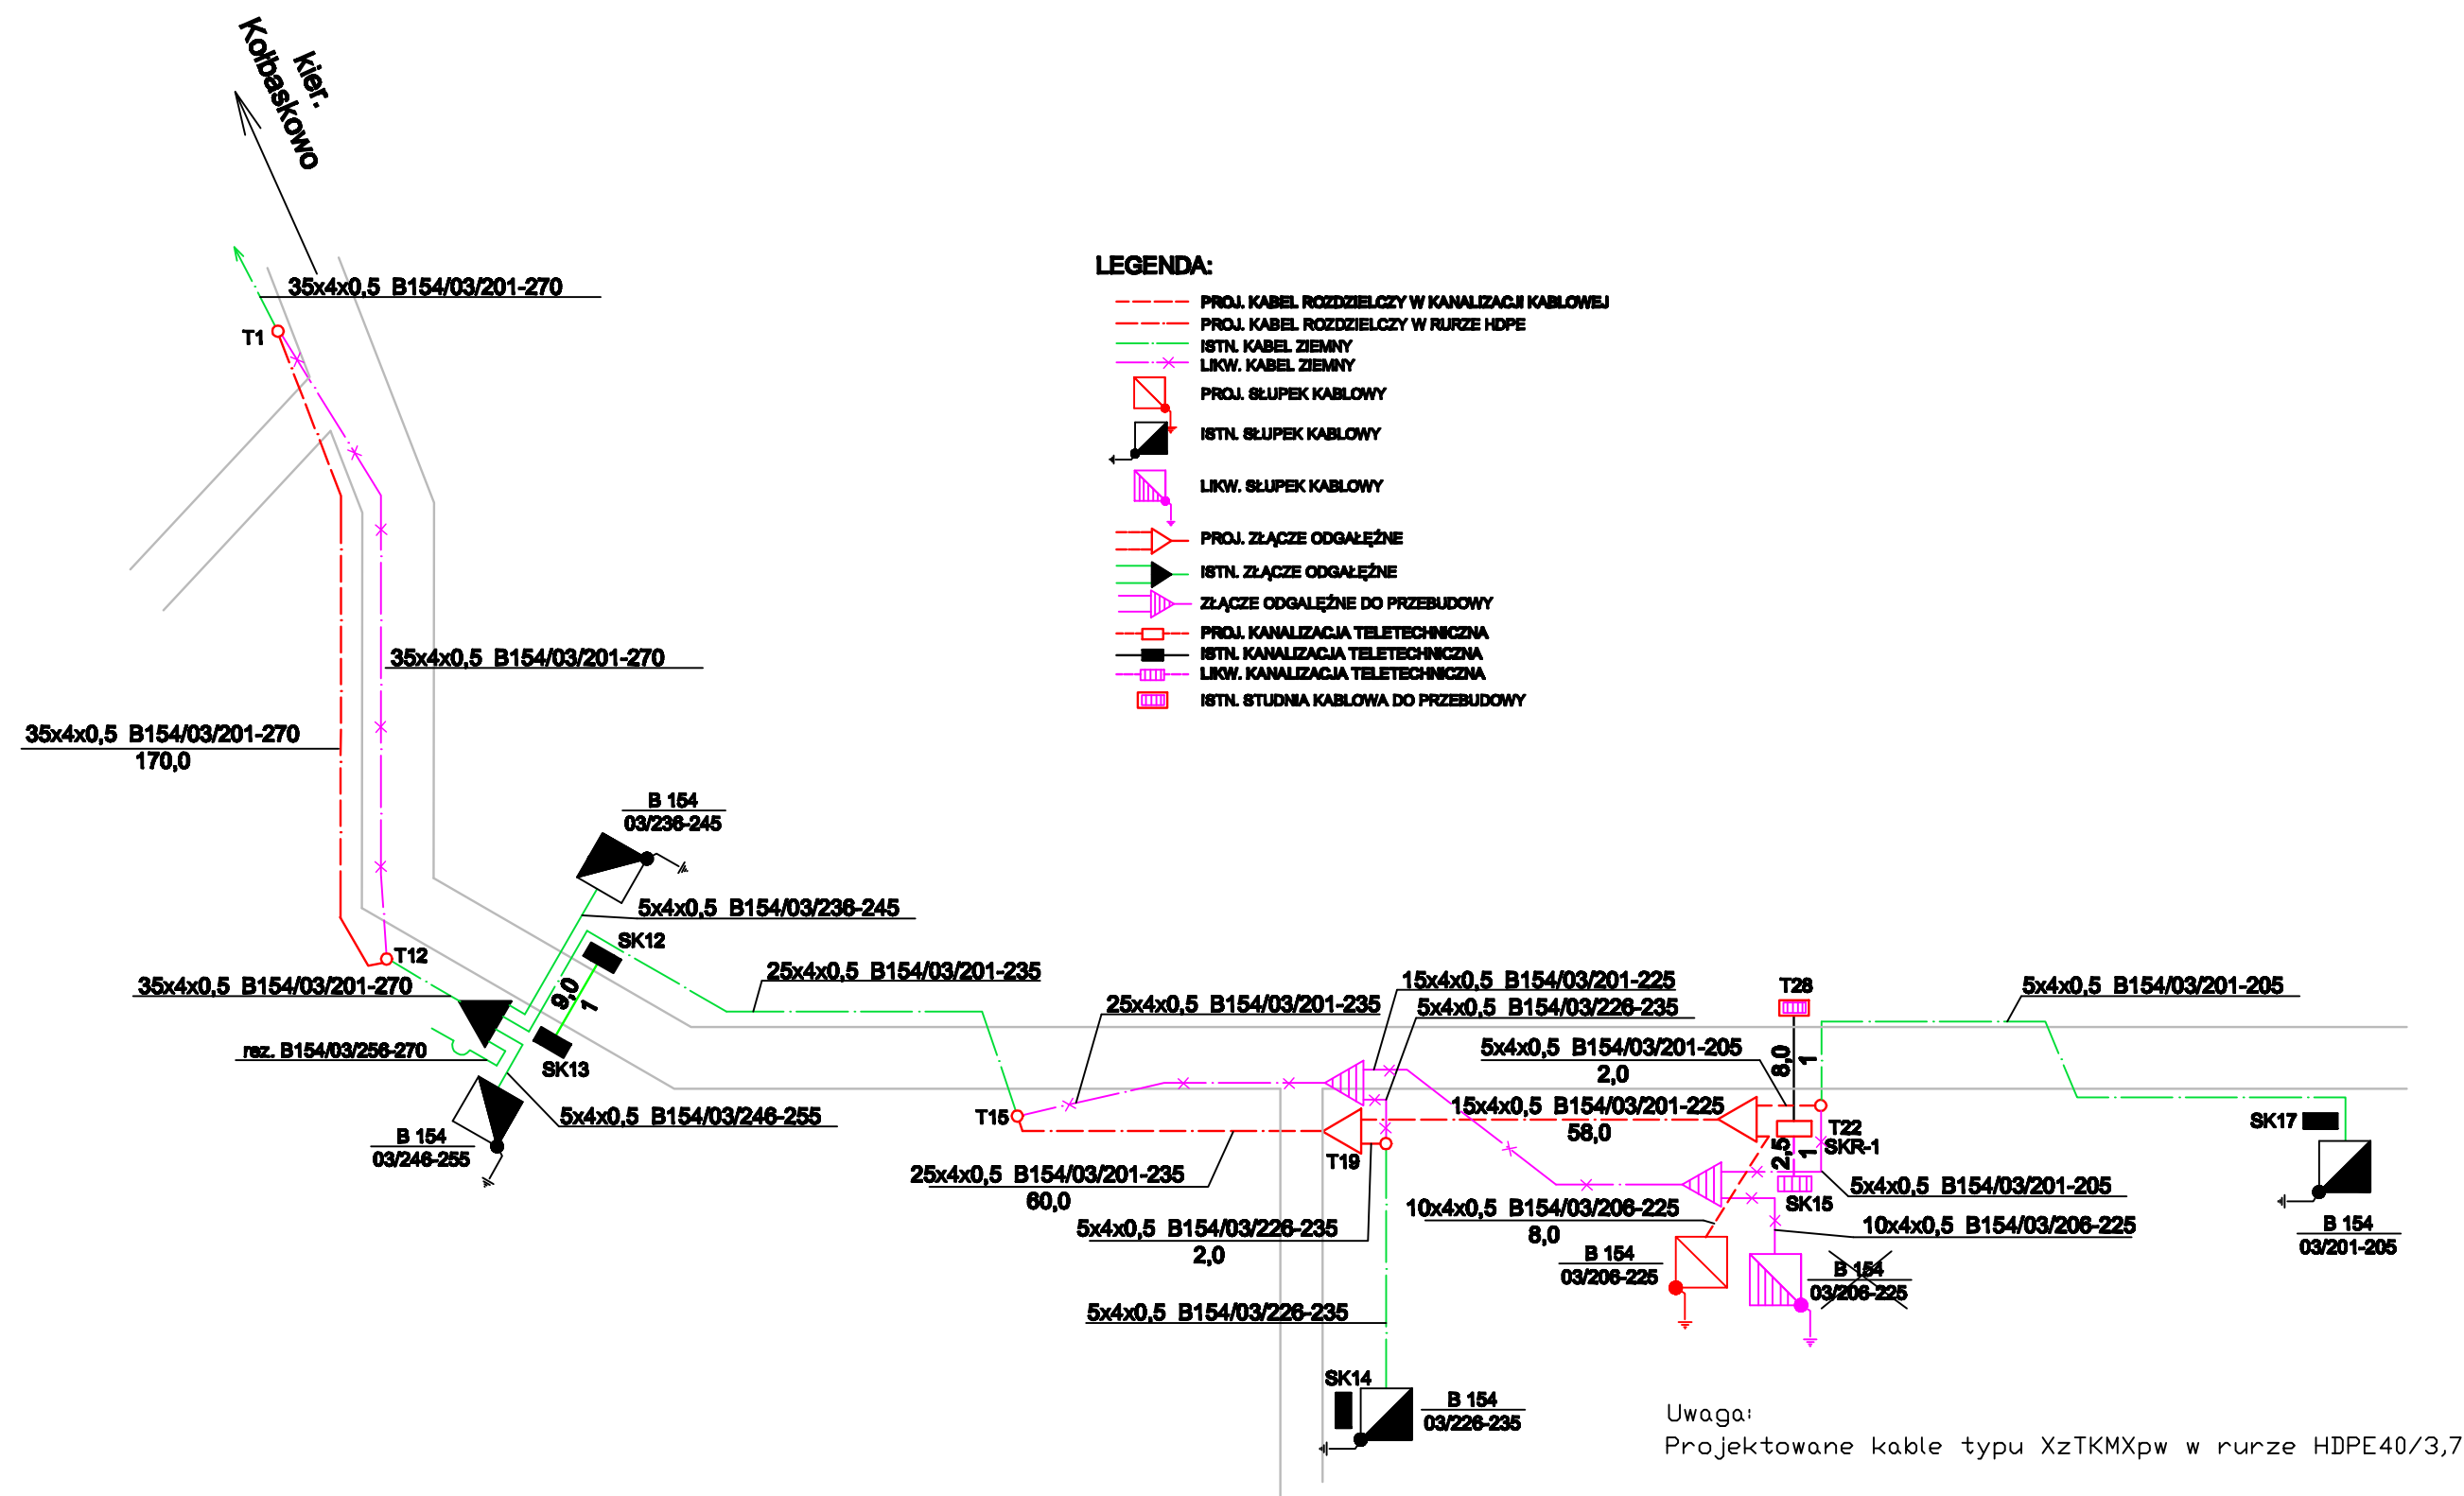 kier.
Kołbaskowo
35x4x0,5 B154/03/201-270
T1
LEGENDA:
PROJ. KABEL ROZDZIELCZY W KANALIZACJI KABLOWEJ
PROJ. KABEL ROZDZIELCZY W RURZE HDPE
ISTN. KABEL ZIEMNY
LIKW. KABEL ZIEMNY
PROJ. SŁUPEK KABLOWY
ISTN. SŁUPEK KABLOWY
LIKW. SŁUPEK KABLOWY
PROJ. ZŁĄCZE ODGAŁĘŹNE
ISTN. ZŁĄCZE ODGAŁĘŹNE
ZŁĄCZE ODGALĘŹNE DO PRZEBUDOWY
PROJ. KANALIZACJA TELETECHNICZNA
ISTN. KANALIZACJA TELETECHNICZNA
LIKW. KANALIZACJA TELETECHNICZNA
ISTN. STUDNIA KABLOWA DO PRZEBUDOWY
35x4x0,5 B154/03/201-270
35x4x0,5 B154/03/201-270
170,0
B 154
03/236-245
5x4x0,5 B154/03/236-245
SK12
T12
35x4x0,5 B154/03/201-270
9,0
1
rez. B154/03/256-270
SK13
5x4x0,5 B154/03/246-255
B 154
03/246-255
25x4x0,5 B154/03/201-235
25x4x0,5 B154/03/201-235
15x4x0,5 B154/03/201-225
5x4x0,5 B154/03/226-235
5x4x0,5 B154/03/201-205
2,0
T28
8,0
1
5x4x0,5 B154/03/201-205
T15
15x4x0,5 B154/03/201-225
58,0
T22
SKR-1
2,5
1
SK17
T19
25x4x0,5 B154/03/201-235
60,0
5x4x0,5 B154/03/201-205
SK15
10x4x0,5 B154/03/206-225
8,0
10x4x0,5 B154/03/206-225
5x4x0,5 B154/03/226-235
2,0
B 154
03/206-225
B 154
03/206-225
B 154
03/201-205
5x4x0,5 B154/03/226-235
SK14
B 154
03/226-235
Uwaga:
Projektowane kable typu XzTKMXpw w rurze HDPE40/3,7